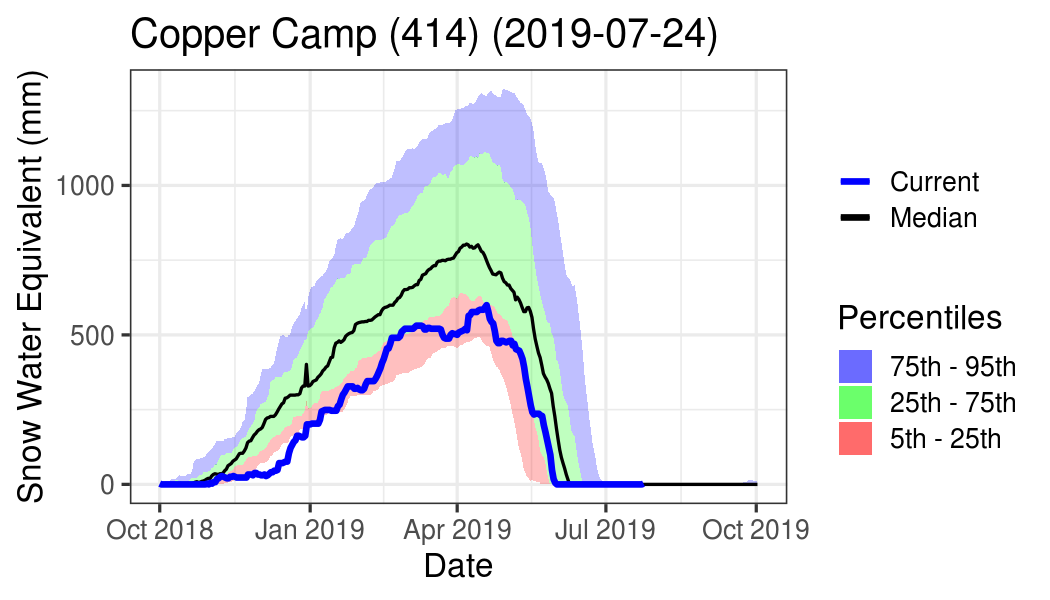 Copper Camp (414) (2019-07-24)
Snow Water Equivalent (mm)
1000
500
0
Oct 2018 Jan 2019 Apr 2019 Jul 2019 Oct 2019
Date
Current
Median
Percentiles
75th - 95th
25th - 75th
5th - 25th